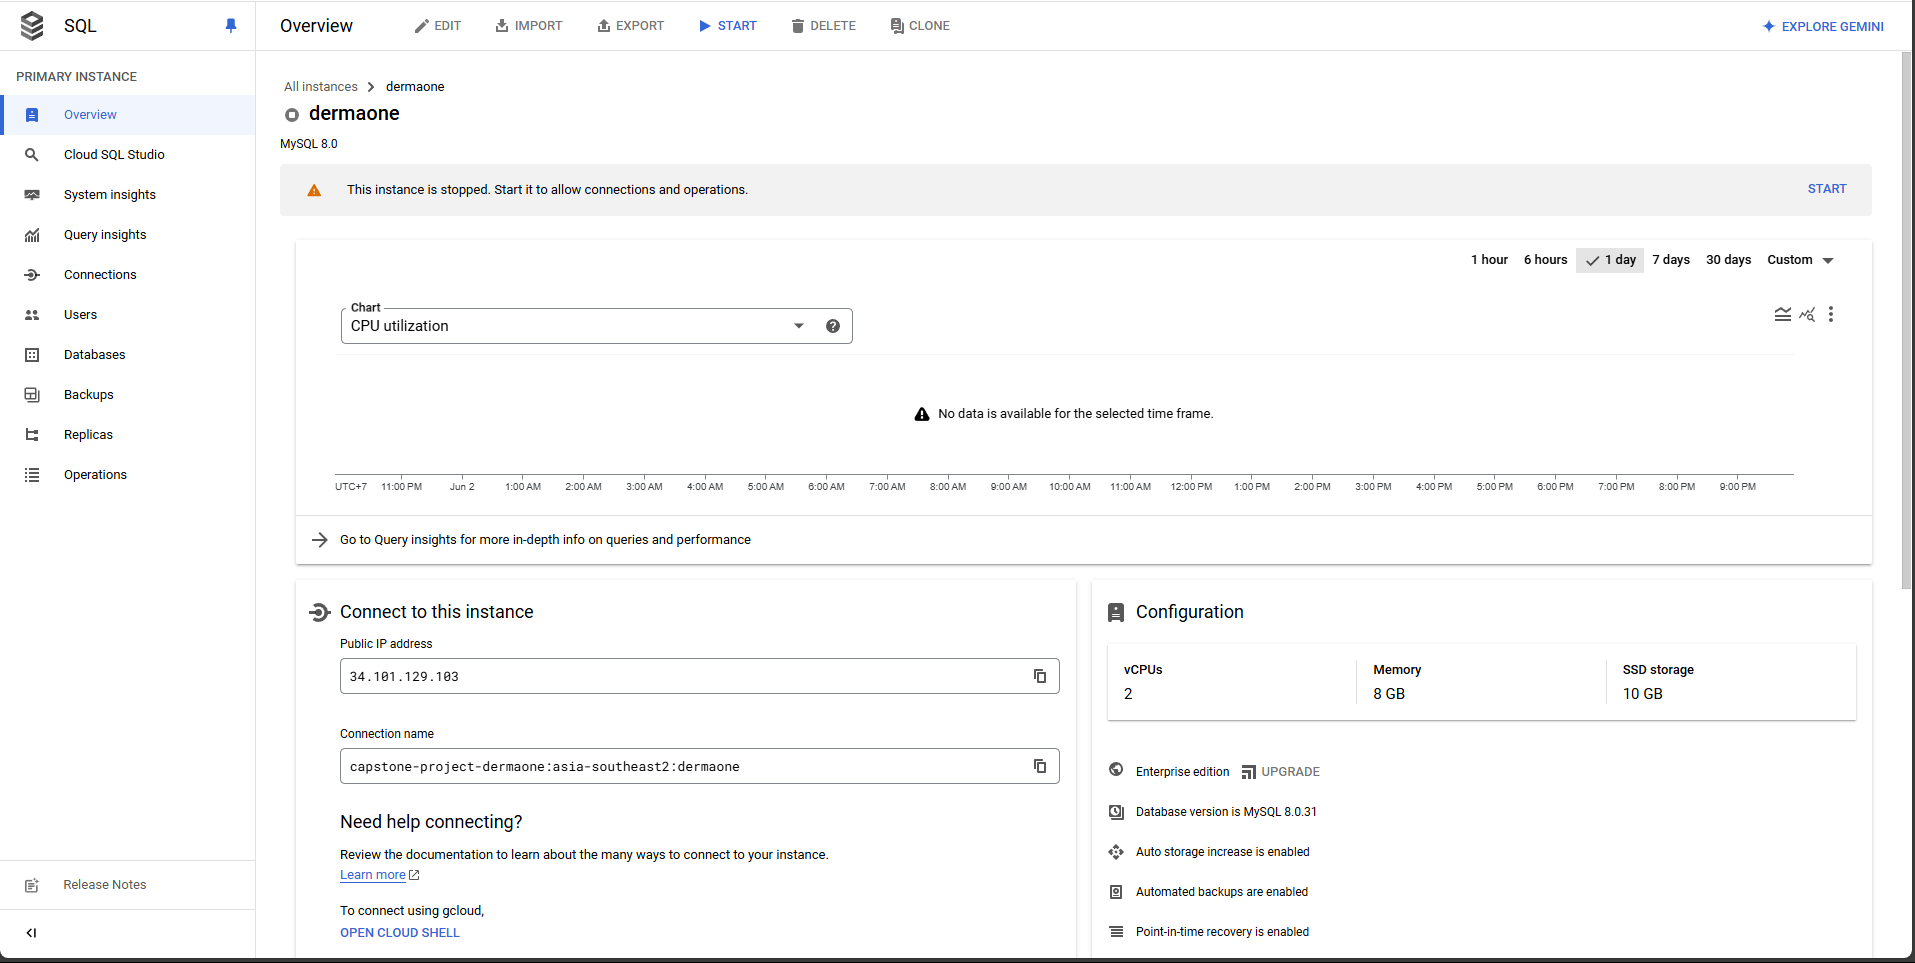 SQL
Overview
EDIT
IMPORT
EXPORT
START
DELETE
CLONE
EXPLORE GEMINI
PRIMARY INSTANCE
Overview
Cloud SQL Studio
System insights
Query insights
Connections
Users
Databases
Backups
Replicas
Operations
Release Notes
All instances
dermaone
dermaone
MySQL 8.0
This instance is stopped. Start it to allow connections and operations.
START
1 hour 6 hours 1 day 7 days 30 days Custom
Chart
CPU utilization
No data is available for the selected time frame.
UTC+7 11:00 PM Jun 2 1:00 AM 2:00 AM 3:00 AM 4:00 AM 5:00 AM 6:00 AM 7:00 AM 8:00 AM 9:00 AM 10:00 AM 11:00 AM 12:00 PM 1:00 PM 2:00 PM 3:00 PM 4:00 PM 5:00 PM 6:00 PM 7:00 PM 8:00 PM 9:00 PM
Go to Query insights for more in-depth info on queries and performance
Connect to this instance
Public IP address
34.101.129.103
Connection name
capstone-project-dermaone:asia-southeast2:dermaone
Need help connecting?
Review the documentation to learn about the many ways to connect to your instance.
Learn more
To connect using gcloud,
OPEN CLOUD SHELL
Configuration
vCPUs Memory SSD storage
2 8 GB 10 GB
Enterprise edition UPGRADE
Database version is MySQL 8.0.31
Auto storage increase is enabled
Automated backups are enabled
Point-in-time recovery is enabled